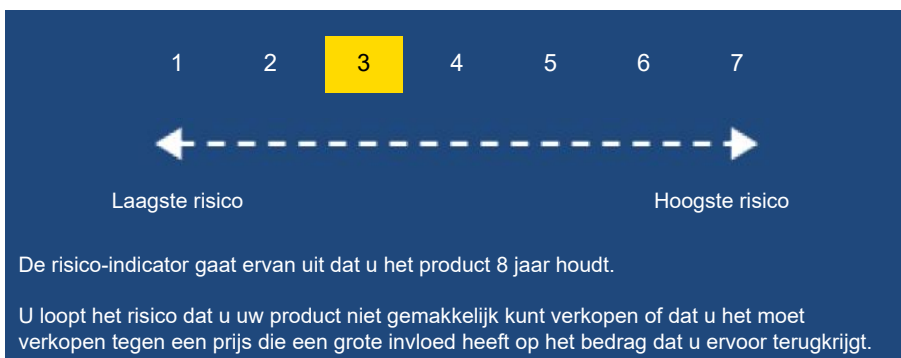 1 2 3 4 5 6 7
Laagste risico Hoogste risico
De risico-indicator gaat ervan uit dat u het product 8 jaar houdt.
U loopt het risico dat u uw product niet gemakkelijk kunt verkopen of dat u het moet
verkopen tegen een prijs die een grote invloed heeft op het bedrag dat u ervoor terugkrijgt.